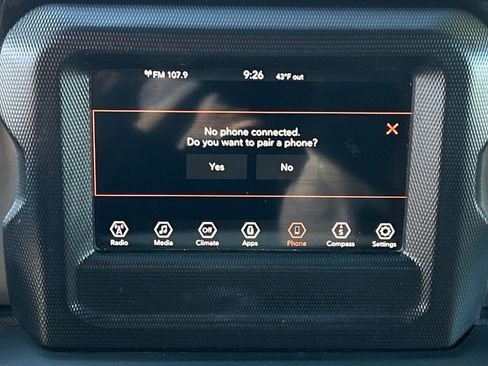 FM 107.9 9:26 43°F out
No phone connected.
Do you want to pair a phone?
Yes No
Off
Radio Media Climate Apps Phone Compass Settings